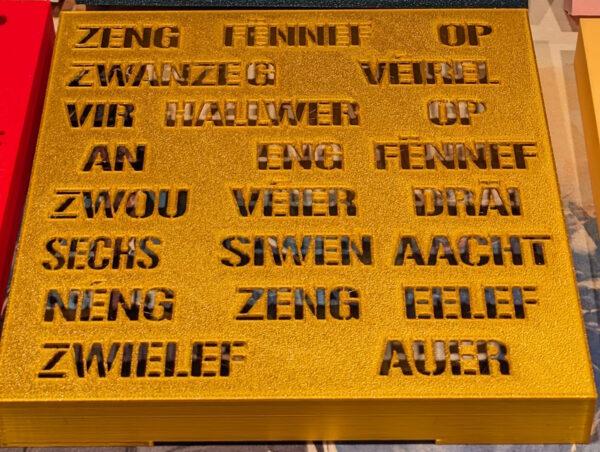 ZENG FËNNEF OP
ZWANZEG VÉIREL
VIR HALLWER OP
AN ENG FËNNEF
ZWOU VÉIER DRÄI
SECHS SIWEN AACHT
NÉNG ZENG EELEF
ZWIELEF AUER